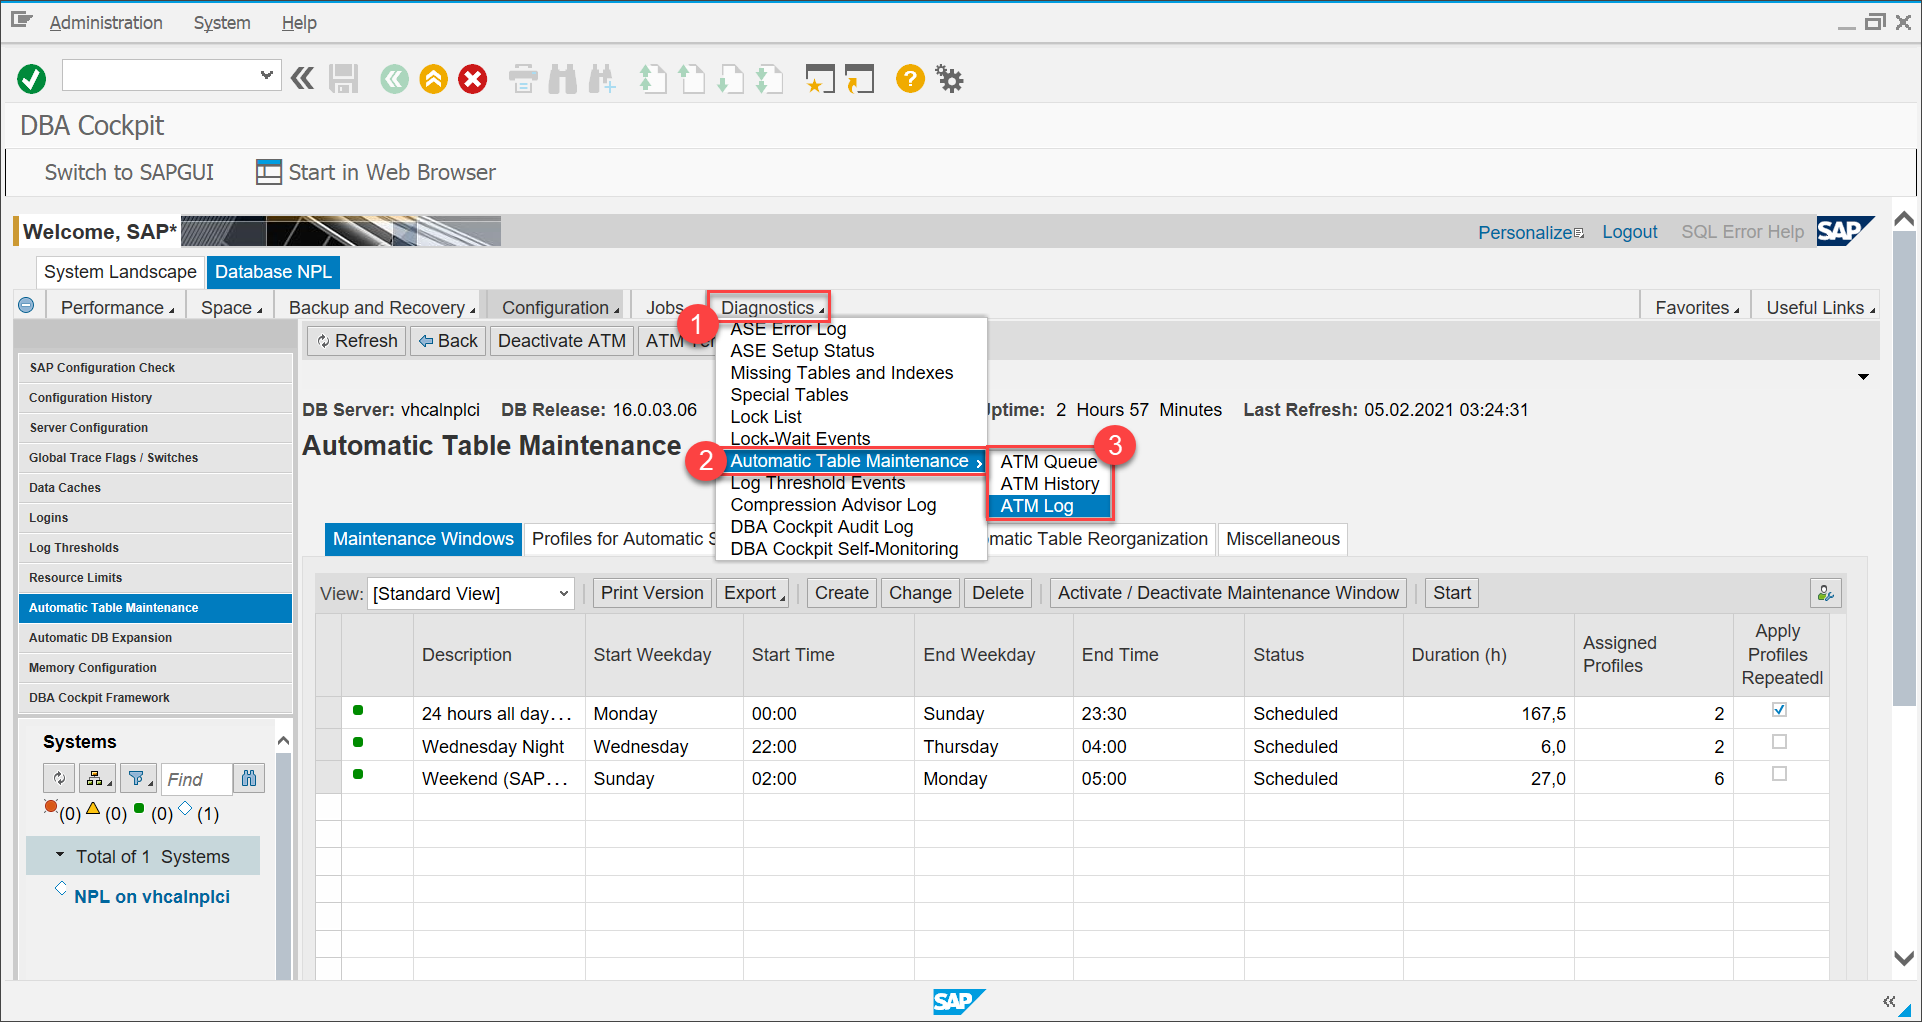 Administration System Help
DBA Cockpit
Switch to SAPGUI Start in Web Browser
Welcome, SAP* Personalize Logout SQL Error Help SAP
System Landscape Database NPL
Performance Space Backup and Recovery Configuration Jobs Diagnostics Favorites Useful Links
1
Refresh Back Deactivate ATM ATM
ASE Error Log
ASE Setup Status
Missing Tables and Indexes
Special Tables
Lock List
Lock-Wait Events
2 Automatic Table Maintenance
Log Threshold Events
Compression Advisor Log
DBA Cockpit Audit Log
DBA Cockpit Self-Monitoring
3
ATM Queue
ATM History
ATM Log
SAP Configuration Check
Configuration History
Server Configuration
Global Trace Flags / Switches
Data Caches
Logins
Log Thresholds
Resource Limits
Automatic Table Maintenance
Automatic DB Expansion
Memory Configuration
DBA Cockpit Framework
DB Server: vhcalnplci DB Release: 16.0.03.06 Uptime: 2 Hours 57 Minutes Last Refresh: 05.02.2021 03:24:31
Automatic Table Maintenance
Maintenance Windows Profiles for Automatic S matic Table Reorganization Miscellaneous
View: [Standard View] Print Version Export Create Change Delete Activate / Deactivate Maintenance Window Start
Description Start Weekday Start Time End Weekday End Time Status Duration (h) Assigned Profiles Apply Profiles Repeatedl
24 hours all day... Monday 00:00 Sunday 23:30 Scheduled 167,5 2
Wednesday Night Wednesday 22:00 Thursday 04:00 Scheduled 6,0 2
Weekend (SAP... Sunday 02:00 Monday 05:00 Scheduled 27,0 6
Systems
Find
(0) (0) (0) (1)
Total of 1 Systems
NPL on vhcalnplci
SAP